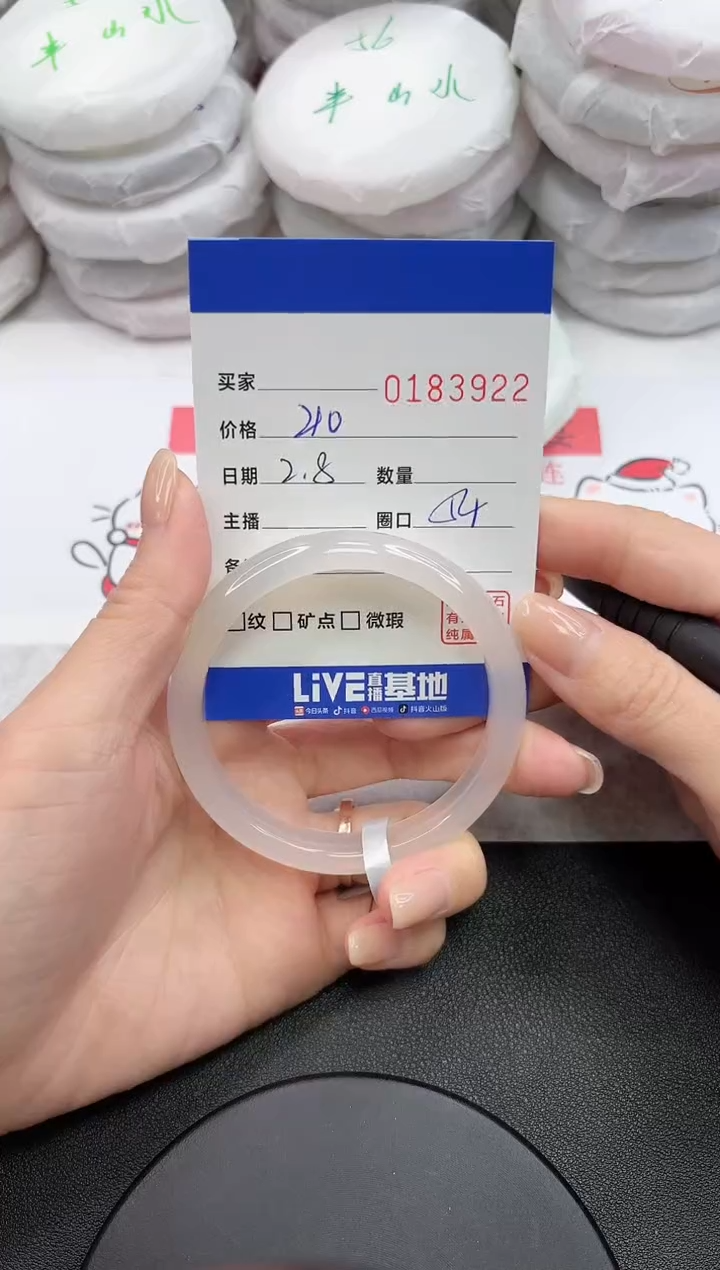 半山水
56
半山水
买家
0183922
价格 210
日期 2.8 数量
主播 圈口 54
纹 矿点 微瑕
LiVE直播基地
今日头条 抖音 西瓜视频 抖音火山版